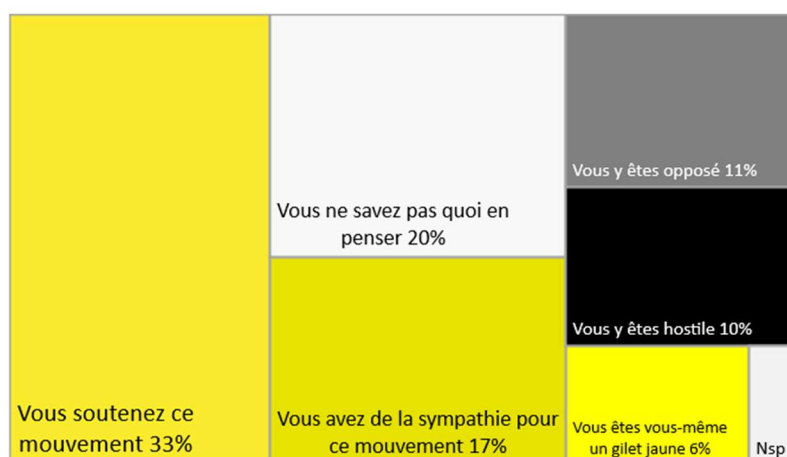 Vous soutenez ce
mouvement 33%
Vous ne savez pas quoi en
penser 20%
Vous avez de la sympathie pour
ce mouvement 17%
Vous y êtes opposé 11%
Vous y êtes hostile 10%
Vous êtes vous-même
un gilet jaune 6%
Nsp